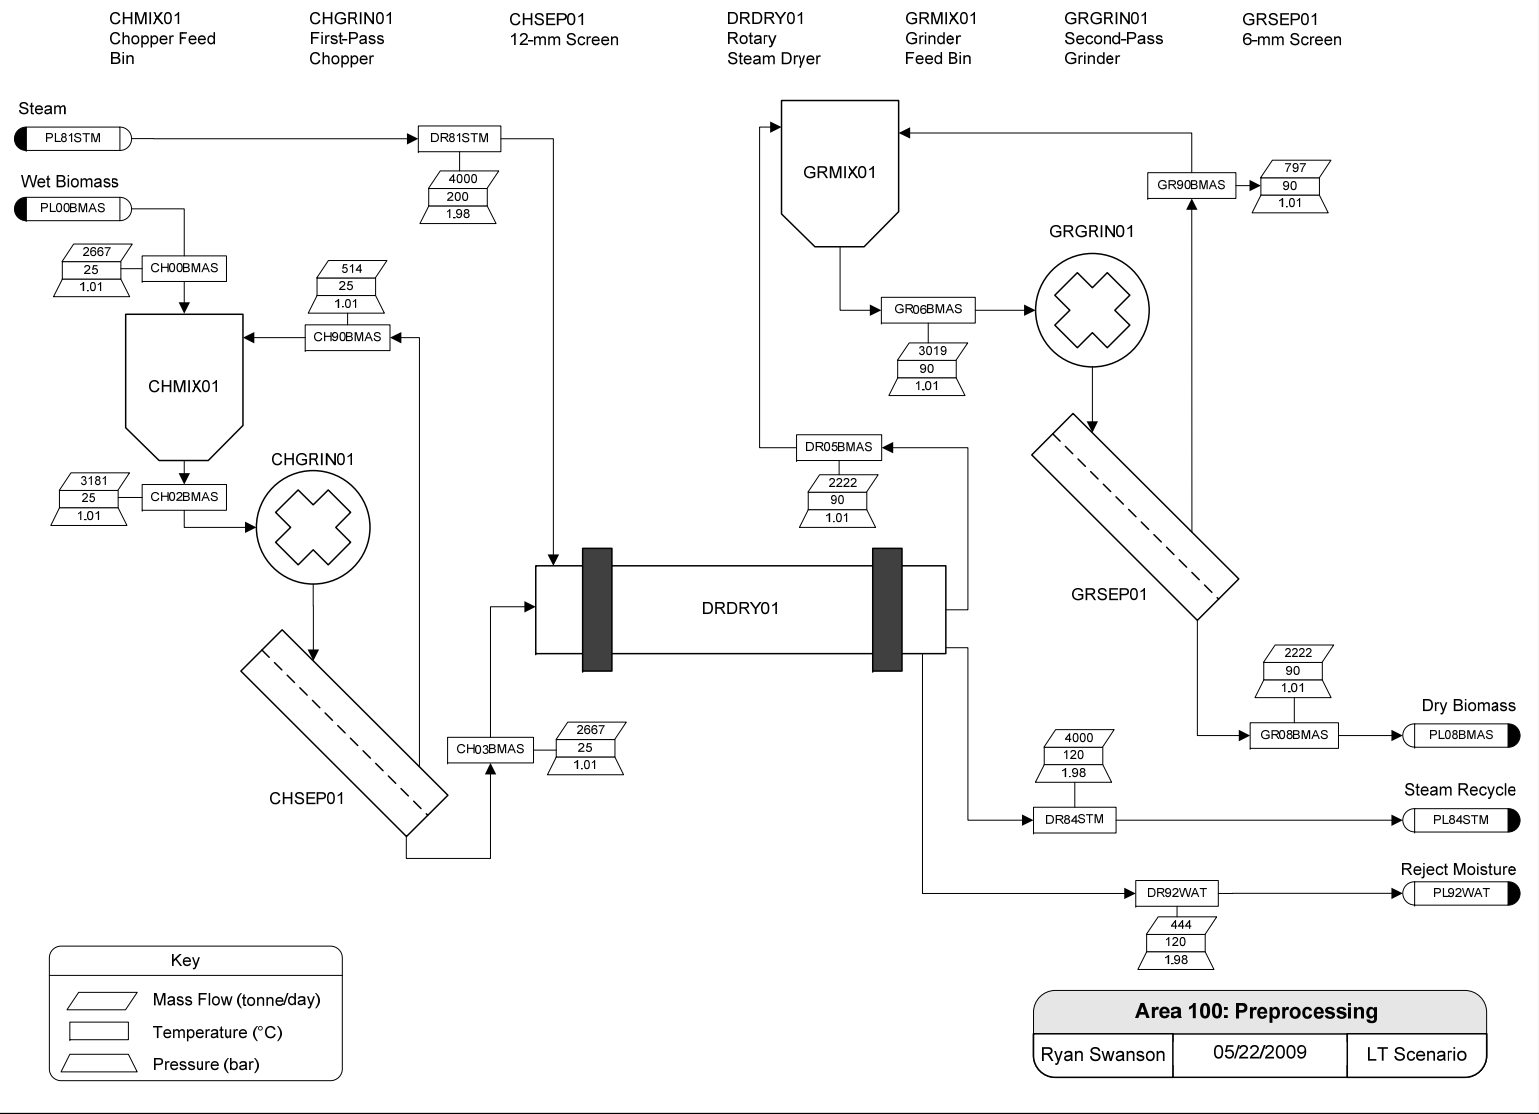 CHMIX01
Chopper Feed
Bin
CHGRIN01
First-Pass
Chopper
CHSEP01
12-mm Screen
DRDRY01
Rotary
Steam Dryer
GRMIX01
Grinder
Feed Bin
GRGRIN01
Second-Pass
Grinder
GRSEP01
6-mm Screen
Steam
PL81STM
DR81STM
4000
200
1.98
Wet Biomass
PL00BMAS
2667
25
1.01
CH00BMAS
514
25
1.01
CH90BMAS
CHMIX01
3181
25
1.01
CH02BMAS
CHGRIN01
CHSEP01
CH03BMAS
2667
25
1.01
DRDRY01
GRMIX01
GR90BMAS
797
90
1.01
GRGRIN01
GR06BMAS
3019
90
1.01
DR05BMAS
2222
90
1.01
GRSEP01
2222
90
1.01
GR08BMAS
Dry Biomass
PL08BMAS
4000
120
1.98
DR84STM
Steam Recycle
PL84STM
Reject Moisture
DR92WAT
PL92WAT
444
120
1.98
Key
Mass Flow (tonne/day)
Temperature (°C)
Pressure (bar)
Area 100: Preprocessing
Ryan Swanson
05/22/2009
LT Scenario